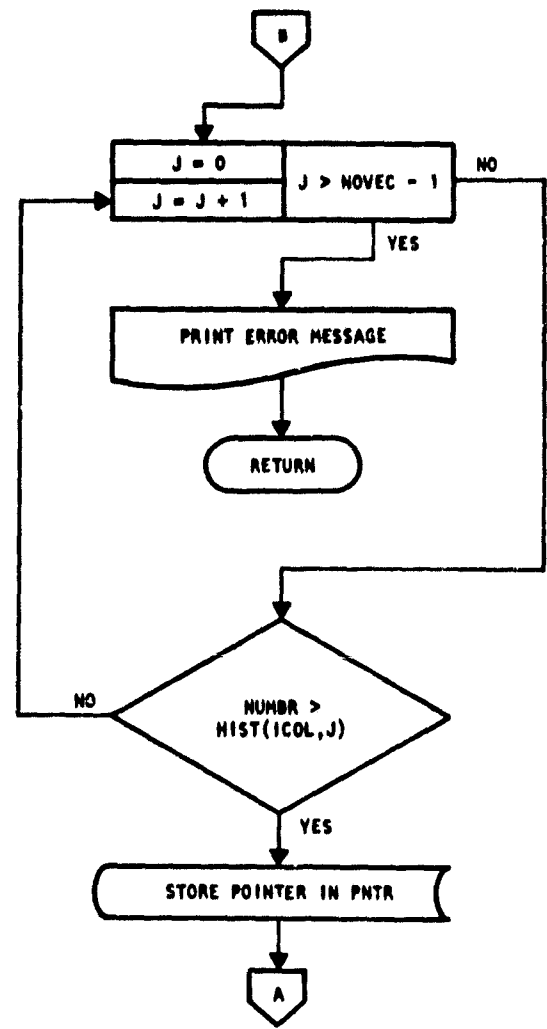 B
J = 0
J = J + 1
J > NOVEC - 1
NO
YES
PRINT ERROR MESSAGE
RETURN
NUMBR >
HIST(ICOL,J)
NO
YES
STORE POINTER IN PNTR
A